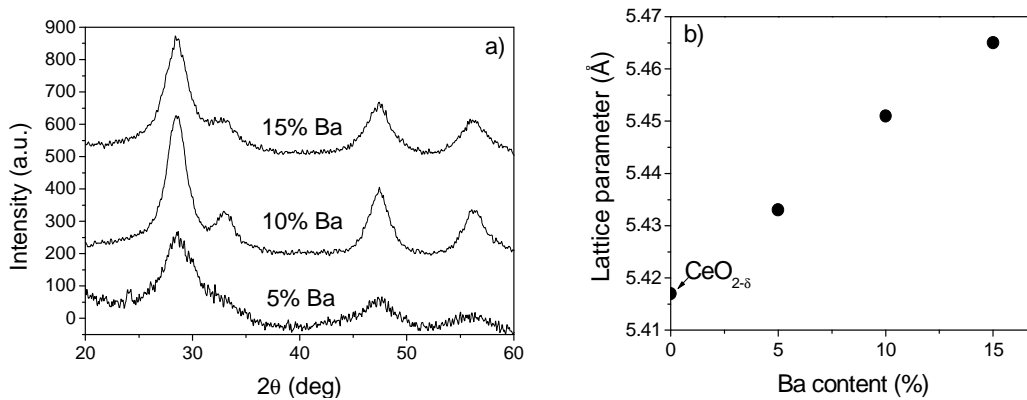 a)
900
800
700
600
500
400
300
200
100
0
Intensity (a.u.)
15% Ba
10% Ba
5% Ba
20 30 40 50 60
2θ (deg)
b)
5.47
5.46
5.45
5.44
5.43
5.42
5.41
Lattice parameter (Å)
CeO2-δ
0 5 10 15
Ba content (%)